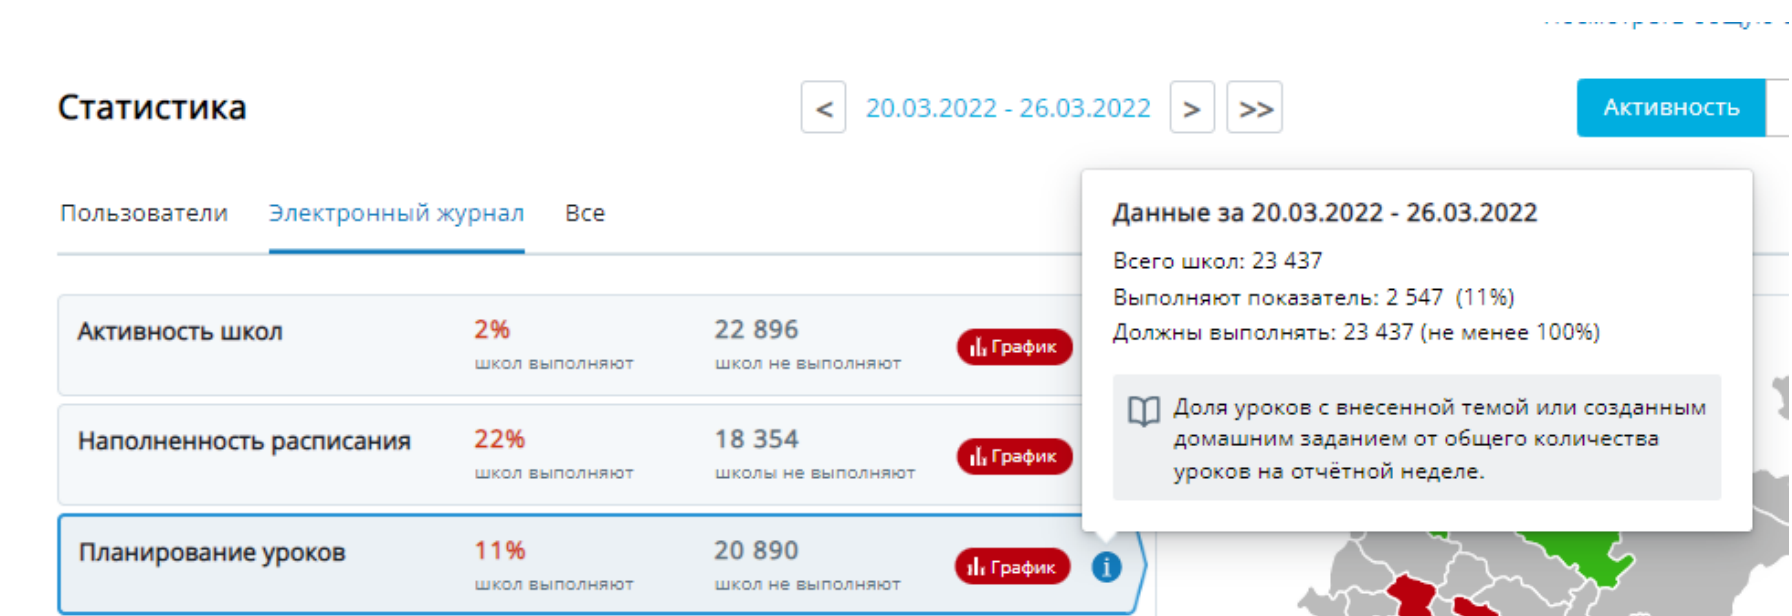 Статистика
<
20.03.2022 - 26.03.2022
>
>>
Активность
Пользователи
Электронный журнал
Все
Данные за 20.03.2022 - 26.03.2022
Всего школ: 23 437
Выполняют показатель: 2 547 (11%)
Должны выполнять: 23 437 (не менее 100%)
Доля уроков с внесенной темой или созданным
домашним заданием от общего количества
уроков на отчётной неделе.
Активность школ
2%
школ выполняют
22 896
школ не выполняют
График
Наполненность расписания
22%
школ выполняют
18 354
школы не выполняют
График
Планирование уроков
11%
школ выполняют
20 890
школ не выполняют
График
i